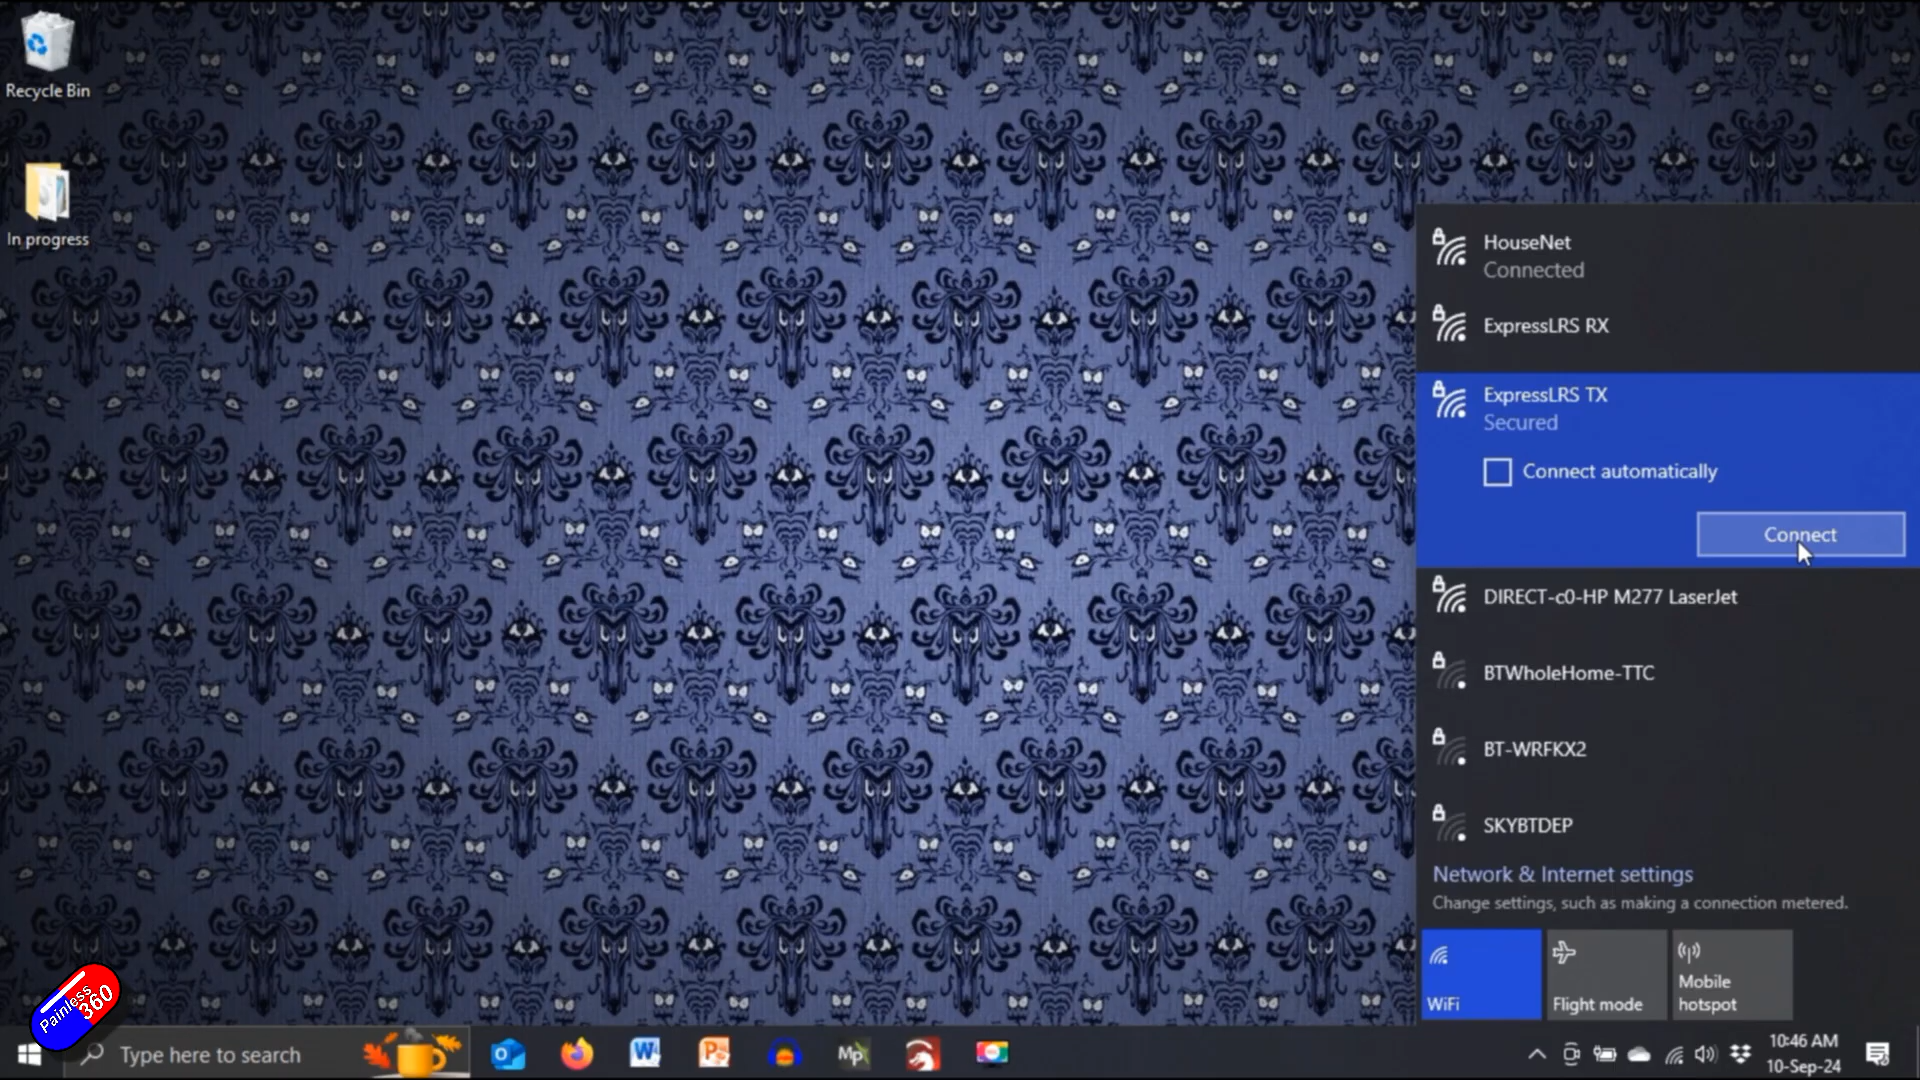 Recycle Bin
In progress
HouseNet
Connected
ExpressLRS RX
ExpressLRS TX
Secured
Connect automatically
Connect
DIRECT-c0-HP M277 LaserJet
BTWholeHome-TTC
BT-WRFKX2
SKYBTDEP
Network & Internet settings
Change settings, such as making a connection metered.
WiFi
Flight mode
Mobile
hotspot
Painless
360
Type here to search
Mp
10:46 AM
10-Sep-24